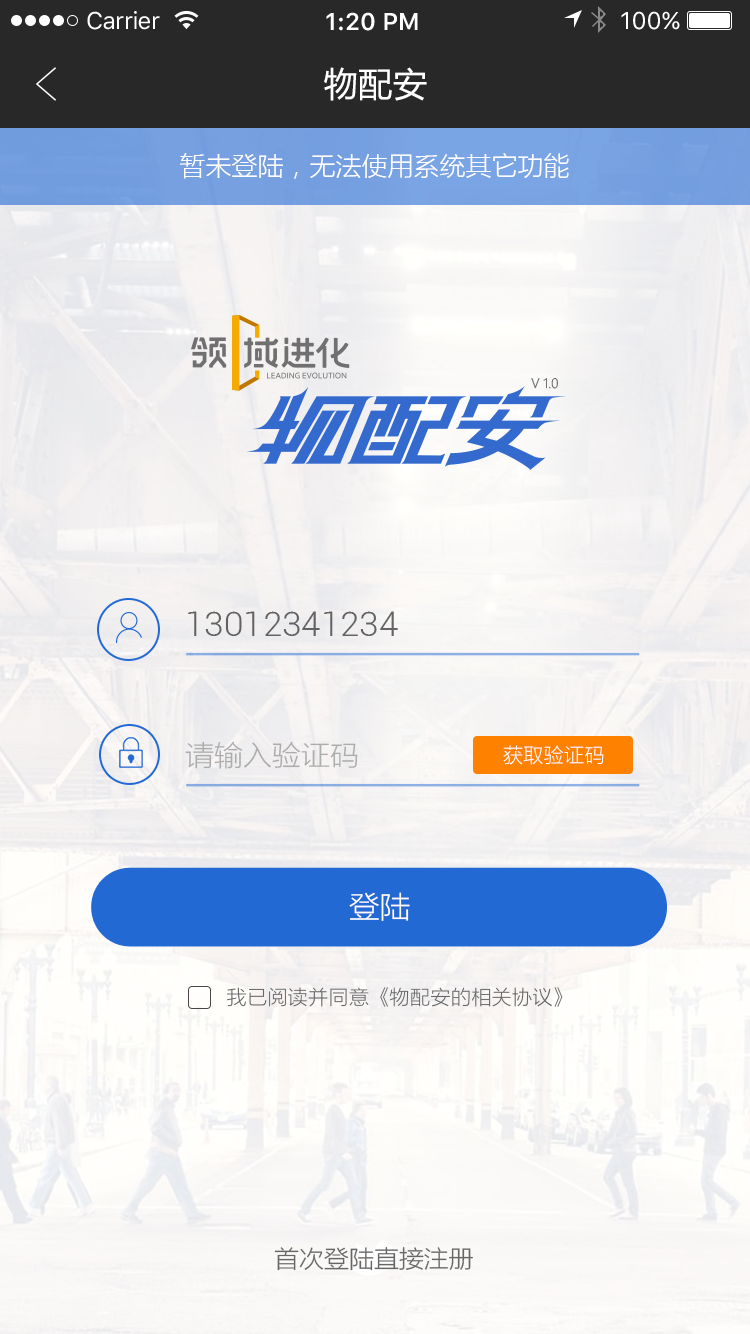 Carrier 1:20 PM 100%
物配安
暂未登陆，无法使用系统其它功能
领域进化
LEADING EVOLUTION
V 1.0
物配安
13012341234
请输入验证码 获取验证码
登陆
我已阅读并同意《物配安的相关协议》
首次登陆直接注册